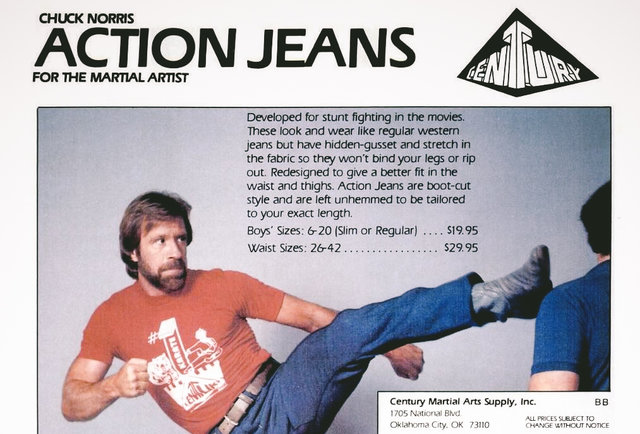 CHUCK NORRIS
ACTION JEANS
FOR THE MARTIAL ARTIST
CENTURY
Developed for stunt fighting in the movies.
These look and wear like regular western
jeans but have hidden-gusset and stretch in
the fabric so they won't bind your legs or rip
out. Redesigned to give a better fit in the
waist and thighs. Action Jeans are boot-cut
style and are left unhemmed to be tailored
to your exact length.
Boys' Sizes: 6-20 (Slim or Regular) .... $19.95
Waist Sizes: 26-42 ................. $29.95
#1
Century Martial Arts Supply, Inc.
BB
1705 National Blvd.
Oklahoma City, OK 73110
ALL PRICES SUBJECT TO
CHANGE WITHOUT NOTICE